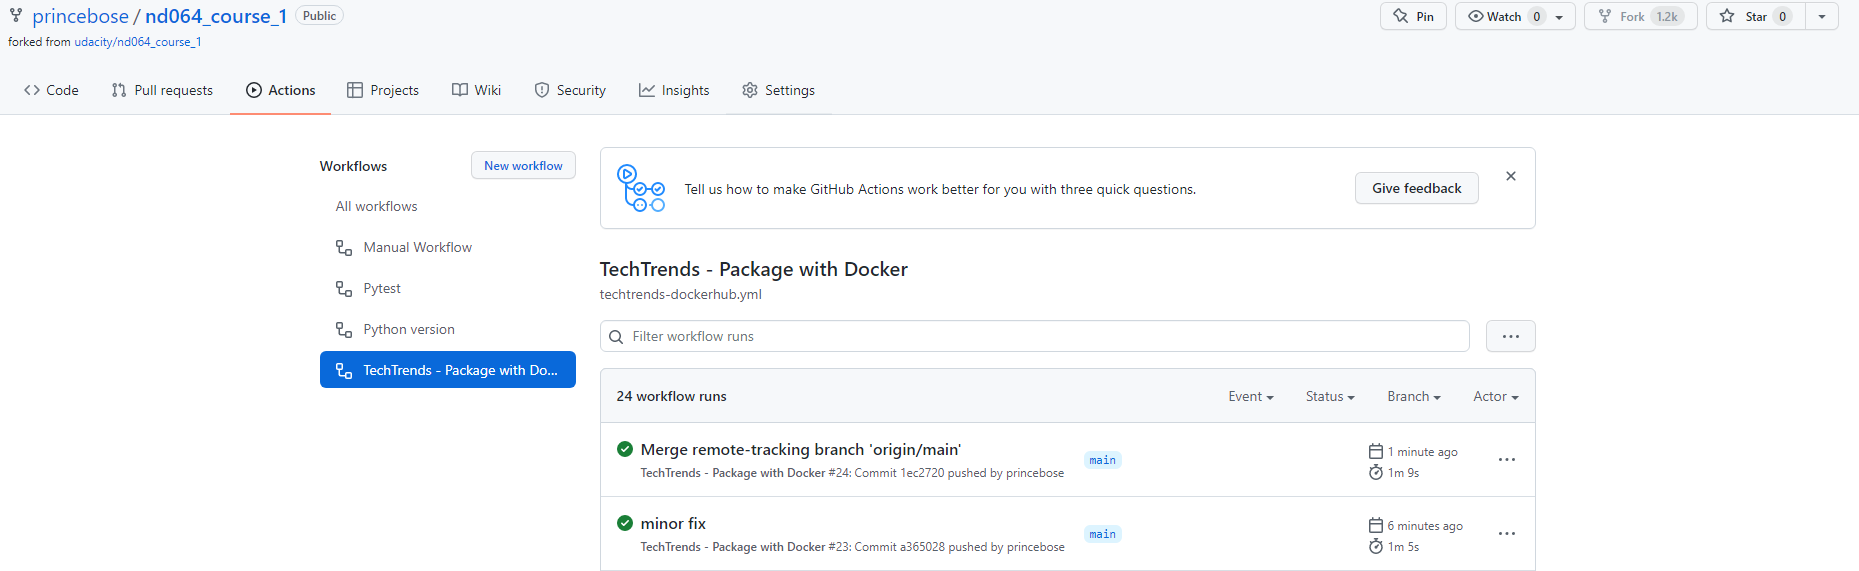 princebose / nd064_course_1 Public
Pin Watch 0 Fork 1.2k Star 0
forked from udacity/nd064_course_1
Code Pull requests Actions Projects Wiki Security Insights Settings
Workflows New workflow
All workflows
Manual Workflow
Pytest
Python version
TechTrends - Package with Do...
Tell us how to make GitHub Actions work better for you with three quick questions. Give feedback
TechTrends - Package with Docker
techtrends-dockerhub.yml
Filter workflow runs
24 workflow runs Event Status Branch Actor
Merge remote-tracking branch 'origin/main'
TechTrends - Package with Docker #24: Commit 1ec2720 pushed by princebose
main
1 minute ago
1m 9s
minor fix
TechTrends - Package with Docker #23: Commit a365028 pushed by princebose
main
6 minutes ago
1m 5s